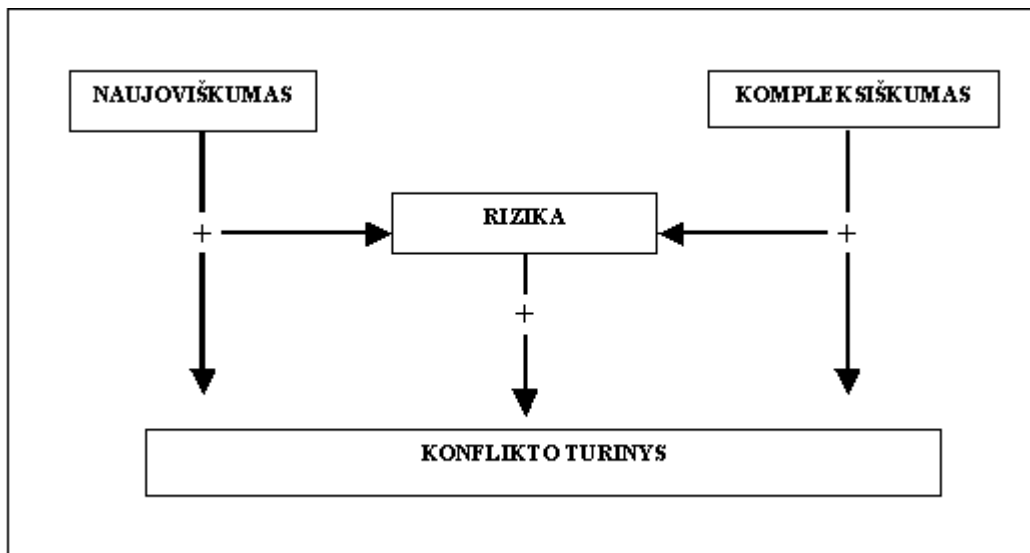 NAUJOVIŠKUMAS
KOMPLEKSIŠKUMAS
RIZIKA
+
+
+
KONFLIKTO TURINYS